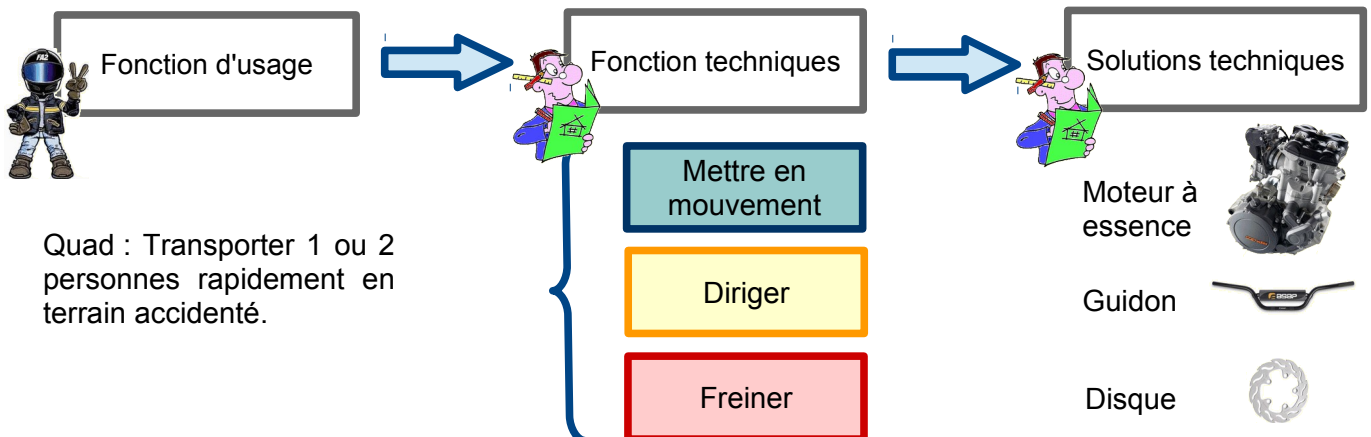 Fonction d'usage
Fonction techniques
Solutions techniques
Quad : Transporter 1 ou 2
personnes rapidement en
terrain accidenté.
Mettre en
mouvement
Diriger
Freiner
Moteur à
essence
Guidon
Disque